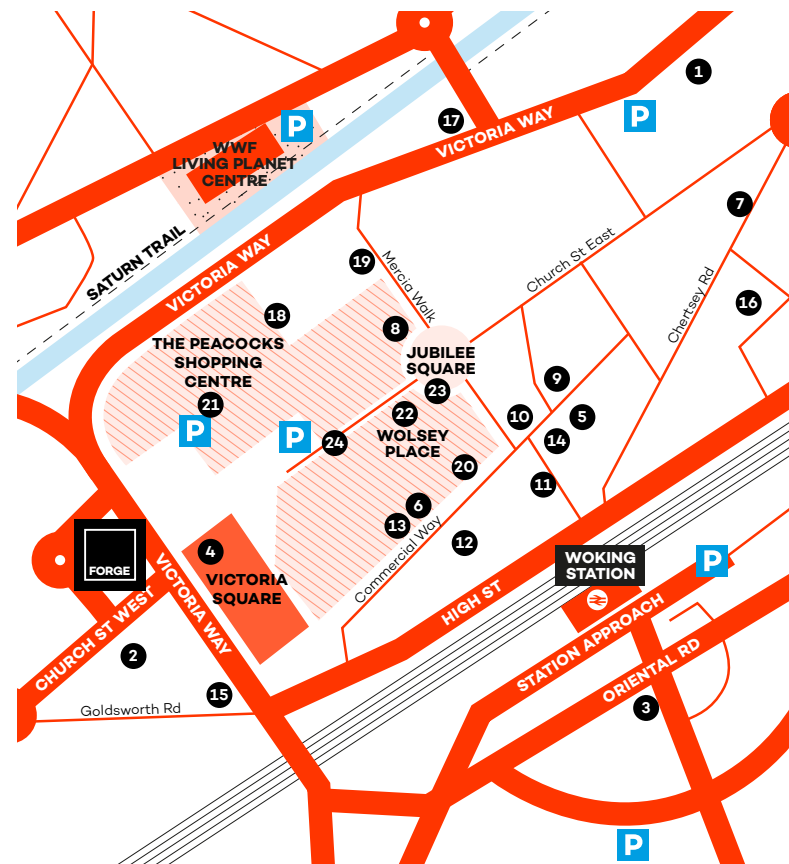 1
P
17
VICTORIA WAY
P
WWF
LIVING PLANET
CENTRE
7
SATURN TRAIL
VICTORIA WAY
19
Mercia Walk
Church St East
Chertsey Rd
16
18
8
THE PEACOCKS
SHOPPING
CENTRE
JUBILEE
SQUARE
21
23
9
P
P
24
22
WOLSEY
PLACE
10
5
14
20
11
6
13
12
Commercial Way
FORGE
4
VICTORIA
SQUARE
VICTORIA WAY
CHURCH ST WEST
HIGH ST
WOKING
STATION
P
STATION APPROACH
ORIENTAL RD
2
15
Goldsworth Rd
3
P